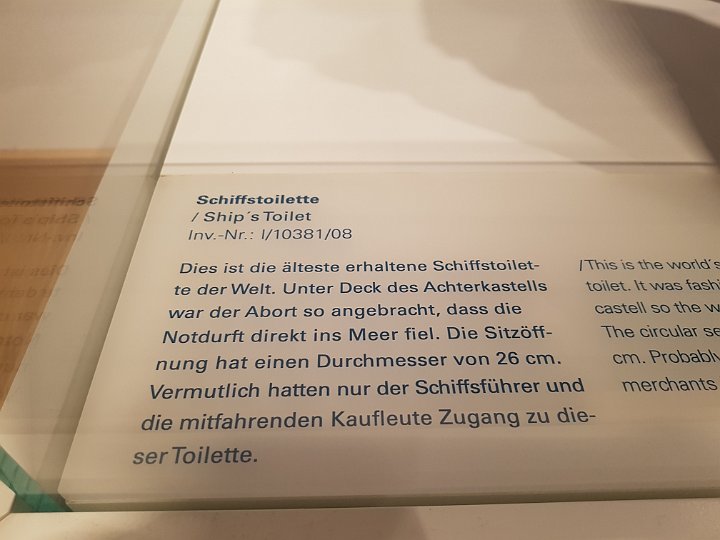 Schiffstoilette
/ Ship´s Toilet
Inv.-Nr.: I/10381/08
Dies ist die älteste erhaltene Schiffstoilet-
te der Welt. Unter Deck des Achterkastells
war der Abort so angebracht, dass die
Notdurft direkt ins Meer fiel. Die Sitzöff-
nung hat einen Durchmesser von 26 cm.
Vermutlich hatten nur der Schiffsführer und
die mitfahrenden Kaufleute Zugang zu die-
ser Toilette.
/This is the world´s
toilet. It was
castell so the
The circular
cm. Probably
merchants